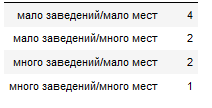 мало заведений/мало мест 4
мало заведений/много мест 2
много заведений/мало мест 2
много заведений/много мест 1